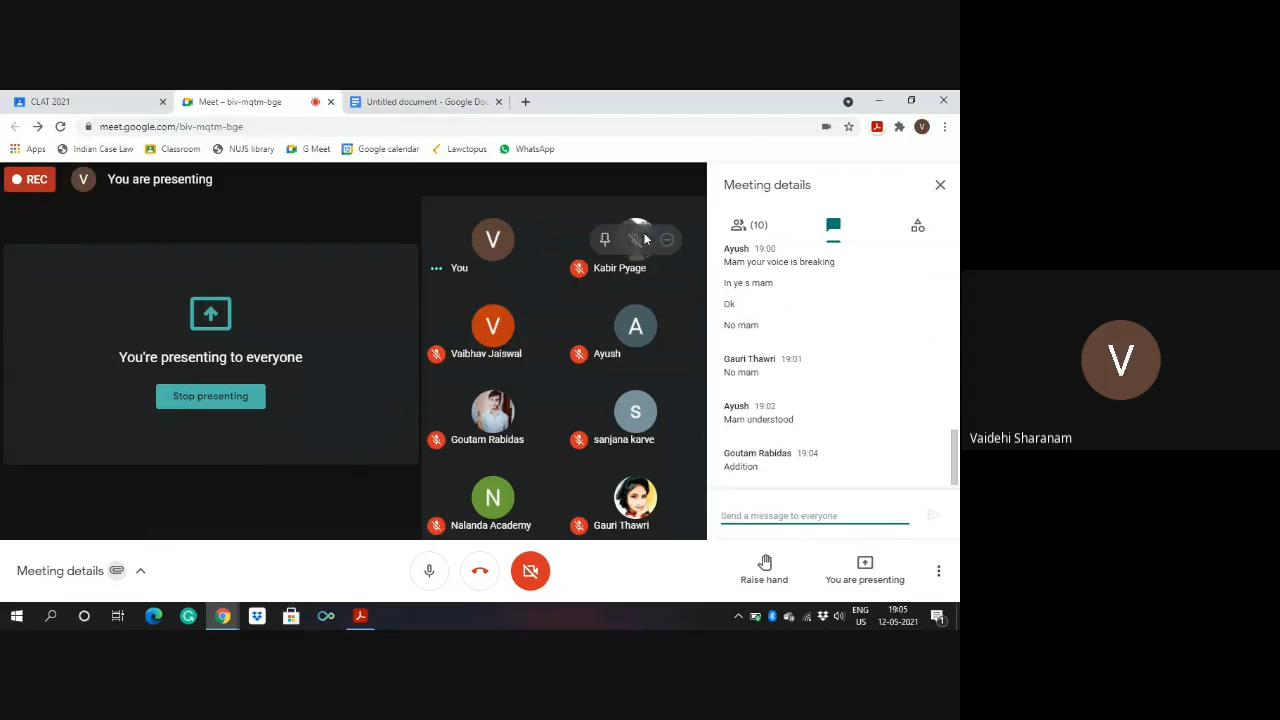 CLAT 2021
Meet – biv-mqtm-bge
Untitled document - Google Doc
meet.google.com/biv-mqtm-bge
V
Apps
Indian Case Law
Classroom
NUJS library
G Meet
Google calendar
Lawctopus
WhatsApp
REC
V
You are presenting
You're presenting to everyone
Stop presenting
V
You
Kabir Pyage
V
Vaibhav Jaiswal
A
Ayush
Goutam Rabidas
s
sanjana karve
N
Nalanda Academy
Gauri Thawri
Meeting details
(10)
Ayush 19:00
Mam your voice is breaking
In ye s mam
Ok
No mam
Gauri Thawri 19:01
No mam
Ayush 19:02
Mam understood
Goutam Rabidas 19:04
Addition
Send a message to everyone
Meeting details
Raise hand
You are presenting
ENG
US
19:05
12-05-2021
1
V
Vaidehi Sharanam